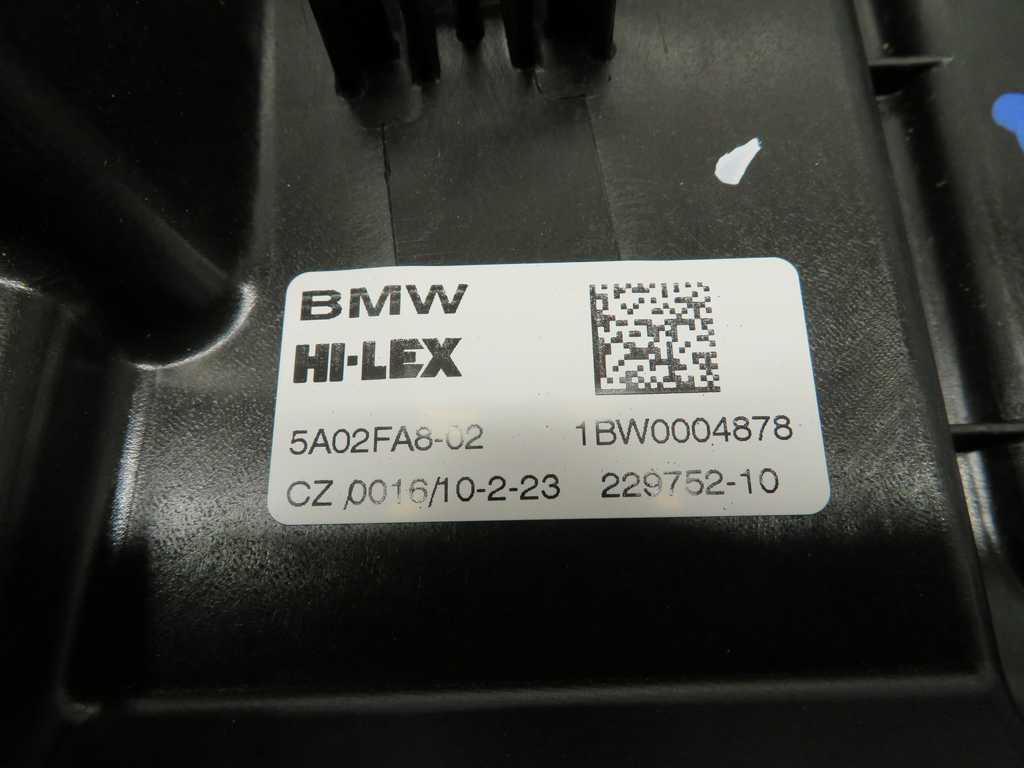 BMW
HI-LEX
5A02FA8-02 1BW0004878
CZ /0016/10-2-23 229752-10